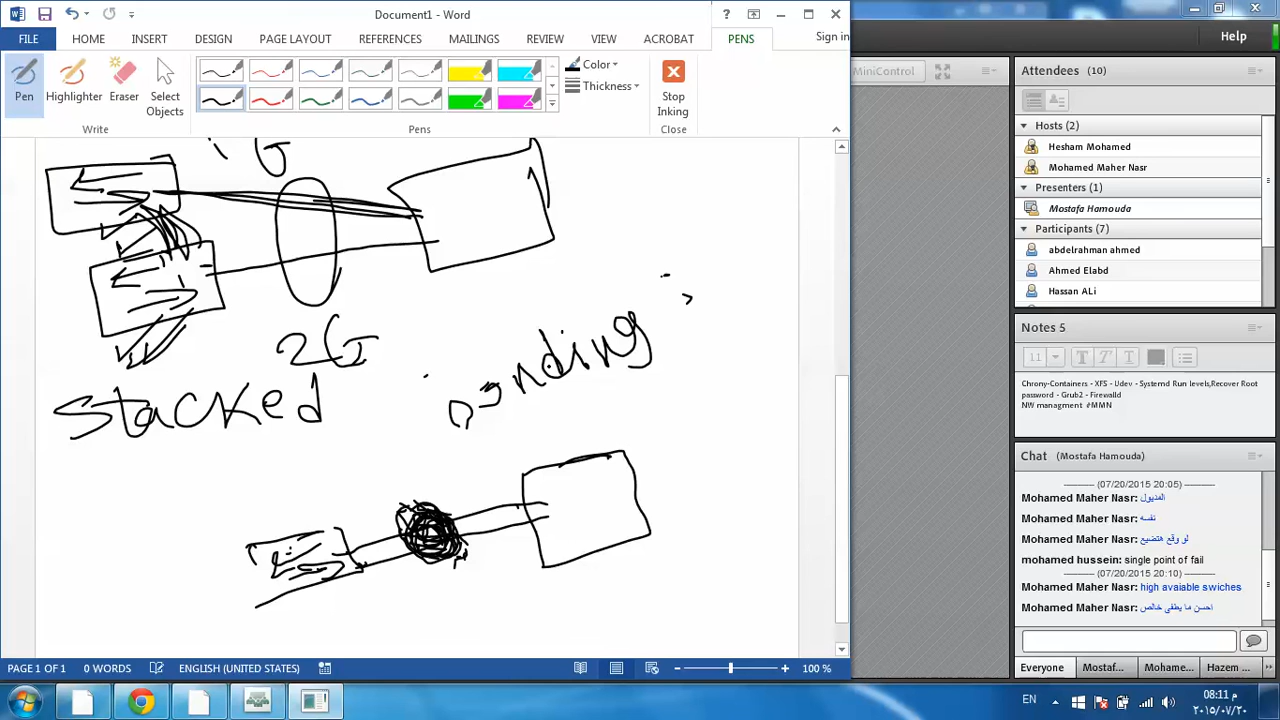 Document1 - Word
Sign in
FILE HOME INSERT DESIGN PAGE LAYOUT REFERENCES MAILINGS REVIEW VIEW ACROBAT PENS
Pen
Highlighter
Eraser
Select Objects
Color
Thickness
Stop Inking
Write
Pens
Close
1 G
2G
stacked
PAGE 1 OF 1
0 WORDS
ENGLISH (UNITED STATES)
100 %
Help
MiniControl
Attendees (10)
Hosts (2)
Hesham Mohamed
Mohamed Maher Nasr
Presenters (1)
Mostafa Hamouda
Participants (7)
abdelrahman ahmed
Ahmed Elabd
Hassan ALi
Notes 5
11
Chrony-Containers - XFS - Udev - Systemd Run levels,Recover Root
password - Grub2 - Firewalld
NW managment #MMN
Chat (Mostafa Hamouda)
(07/20/2015 20:05)
Mohamed Maher Nasr: المديول
Mohamed Maher Nasr: نفسه
Mohamed Maher Nasr: لو وقع هتضيع
mohamed hussein: single point of fail
(07/20/2015 20:10)
Mohamed Maher Nasr: high avaiable swiches
Mohamed Maher Nasr: احسن ما يطفى خالص
Everyone
Mostaf...
Mohame...
Hazem ...
EN
08:11 م
٢٠١٥/٠٧/٢٠